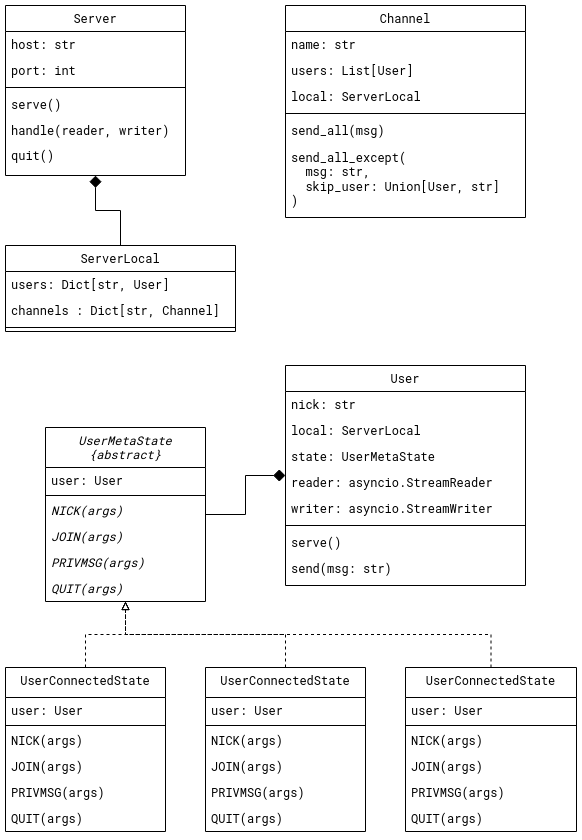 Server
host: str
port: int
serve()
handle(reader, writer)
quit()
Channel
name: str
users: List[User]
local: ServerLocal
send_all(msg)
send_all_except(
msg: str,
skip_user: Union[User, str]
)
ServerLocal
users: Dict[str, User]
channels : Dict[str, Channel]
User
nick: str
local: ServerLocal
state: UserMetaState
reader: asyncio.StreamReader
writer: asyncio.StreamWriter
serve()
send(msg: str)
UserMetaState
{abstract}
user: User
NICK(args)
JOIN(args)
PRIVMSG(args)
QUIT(args)
UserConnectedState
user: User
NICK(args)
JOIN(args)
PRIVMSG(args)
QUIT(args)
UserConnectedState
user: User
NICK(args)
JOIN(args)
PRIVMSG(args)
QUIT(args)
UserConnectedState
user: User
NICK(args)
JOIN(args)
PRIVMSG(args)
QUIT(args)